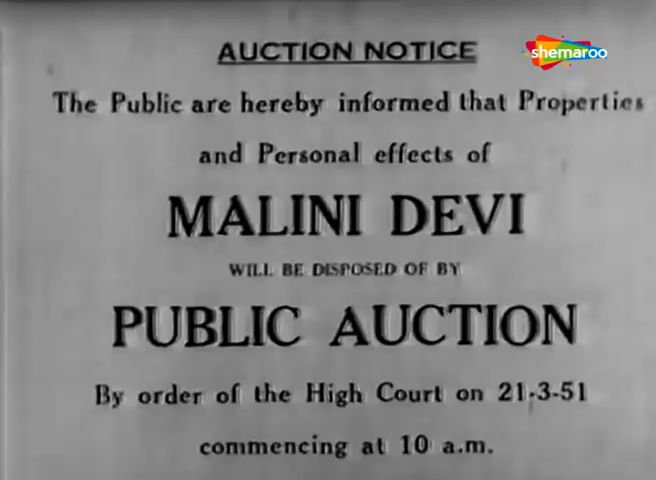 AUCTION NOTICE
shemaroo
The Public are hereby informed that Properties
and Personal effects of
MALINI DEVI
WILL BE DISPOSED OF BY
PUBLIC AUCTION
By order of the High Court on 21-3-51
commencing at 10 a.m.